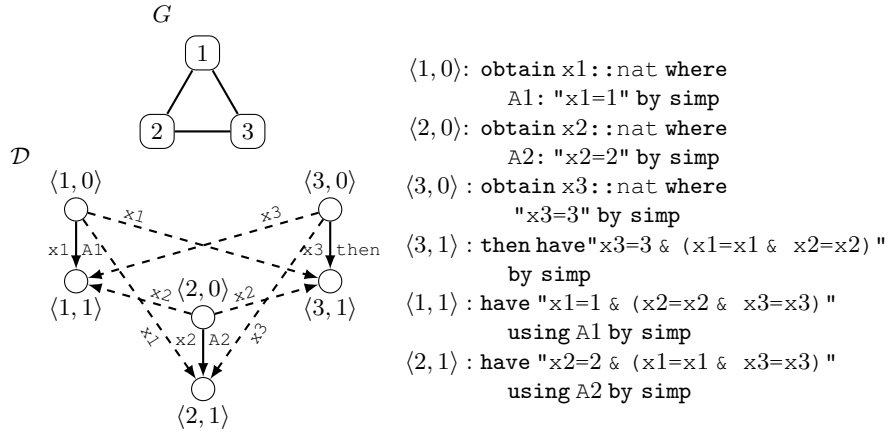 G
1
2 3
𝒟
⟨1, 0⟩ ⟨3, 0⟩
x1 x3
x1 A1 x3 then
⟨1, 1⟩ x2 ⟨2, 0⟩ x2 ⟨3, 1⟩
x1 x2 A2 x3
⟨2, 1⟩
⟨1, 0⟩: obtain x1::nat where
A1: "x1=1" by simp
⟨2, 0⟩: obtain x2::nat where
A2: "x2=2" by simp
⟨3, 0⟩: obtain x3::nat where
"x3=3" by simp
⟨3, 1⟩ : then have"x3=3 & (x1=x1 & x2=x2)"
by simp
⟨1, 1⟩ : have "x1=1 & (x2=x2 & x3=x3)"
using A1 by simp
⟨2, 1⟩ : have "x2=2 & (x1=x1 & x3=x3)"
using A2 by simp